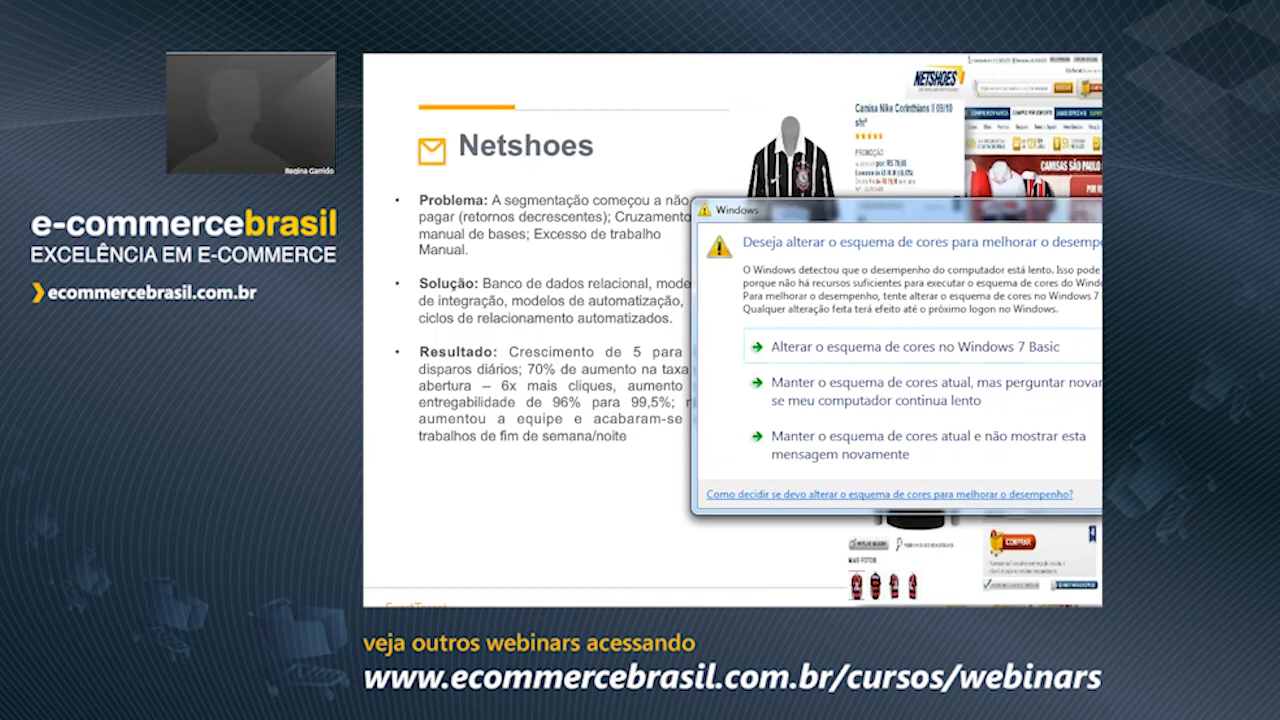 Regina Garrido
e-commercebrasil
EXCELÊNCIA EM E-COMMERCE
ecommercebrasil.com.br
Netshoes
• Problema: A segmentação começou a não
pagar (retornos decrescentes); Cruzamento
manual de bases; Excesso de trabalho
Manual.
• Solução: Banco de dados relacional, mode
de integração, modelos de automatização,
ciclos de relacionamento automatizados.
• Resultado: Crescimento de 5 para
disparos diários; 70% de aumento na taxa
abertura – 6x mais cliques, aumento
entregabilidade de 96% para 99,5%;
aumentou a equipe e acabaram-se
trabalhos de fim de semana/noite
NETSHOES
Camisa Nike Corinthians II 09/10
s/nº
PROMOÇÃO
CAMISAS SÃO PAULO
Windows
Deseja alterar o esquema de cores para melhorar o desemp
O Windows detectou que o desempenho do computador está lento. Isso pode
porque não há recursos suficientes para executar o esquema de cores do Windo
Para melhorar o desempenho, tente alterar o esquema de cores no Windows 7
Qualquer alteração feita terá efeito até o próximo logon no Windows.
Alterar o esquema de cores no Windows 7 Basic
Manter o esquema de cores atual, mas perguntar nova
se meu computador continua lento
Manter o esquema de cores atual e não mostrar esta
mensagem novamente
Como decidir se devo alterar o esquema de cores para melhorar o desempenho?
MAIS FOTOS
COMPRAR
veja outros webinars acessando
www.ecommercebrasil.com.br/cursos/webinars